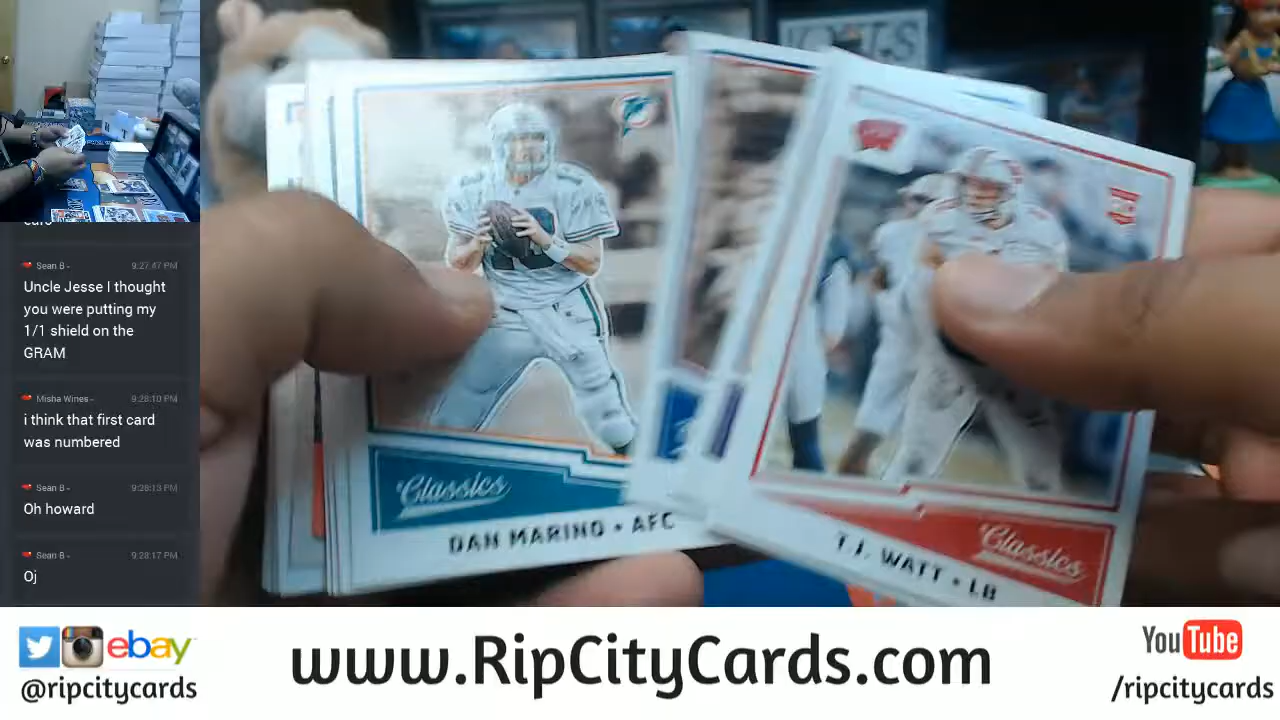 Sean B -
9:27:47 PM
Uncle Jesse I thought
you were putting my
1/1 shield on the
GRAM
Misha Wines -
9:28:10 PM
i think that first card
was numbered
Sean B -
9:28:13 PM
Oh howard
Sean B -
9:28:17 PM
Oj
Classics
DAN MARINO • AFC
Classics
T.J. WATT • LB
ebay
@ripcitycards
www.RipCityCards.com
YouTube
/ripcitycards